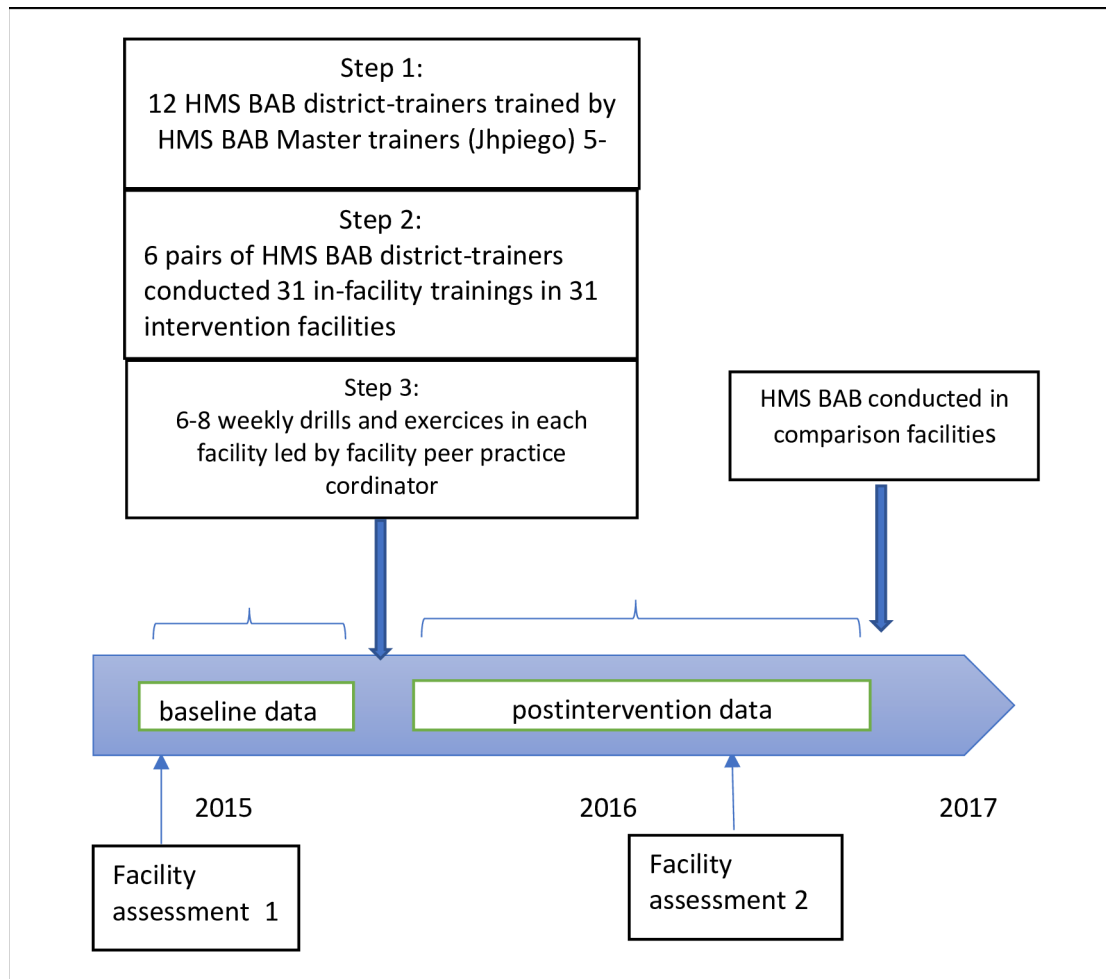 Step 1:
12 HMS BAB district-trainers trained by
HMS BAB Master trainers (Jhpiego) 5-
Step 2:
6 pairs of HMS BAB district-trainers
conducted 31 in-facility trainings in 31
intervention facilities
Step 3:
6-8 weekly drills and exercices in each
facility led by facility peer practice
cordinator
HMS BAB conducted in
comparison facilities
baseline data
postintervention data
2015
2016
2017
Facility
assessment 1
Facility
assessment 2